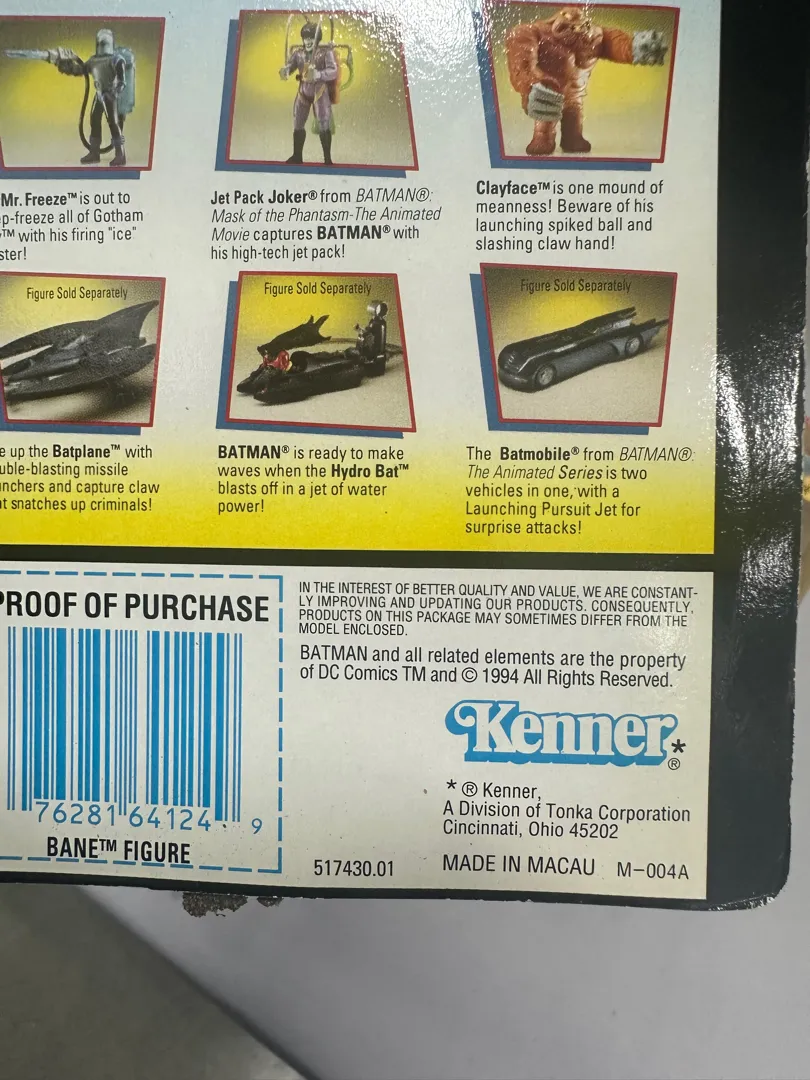 Mr. Freeze™ is out to
p-freeze all of Gotham
™ with his firing "ice"
ster!
Jet Pack Joker® from BATMAN®:
Mask of the Phantasm-The Animated
Movie captures BATMAN® with
his high-tech jet pack!
Clayface™ is one mound of
meanness! Beware of his
launching spiked ball and
slashing claw hand!
Figure Sold Separately
Figure Sold Separately
Figure Sold Separately
e up the Batplane™ with
uble-blasting missile
nchers and capture claw
t snatches up criminals!
BATMAN® is ready to make
waves when the Hydro Bat™
blasts off in a jet of water
power!
The Batmobile® from BATMAN®:
The Animated Series is two
vehicles in one, with a
Launching Pursuit Jet for
surprise attacks!
PROOF OF PURCHASE
76281 64124 9
BANE™ FIGURE
IN THE INTEREST OF BETTER QUALITY AND VALUE, WE ARE CONSTANT-
LY IMPROVING AND UPDATING OUR PRODUCTS. CONSEQUENTLY,
PRODUCTS ON THIS PACKAGE MAY SOMETIMES DIFFER FROM THE
MODEL ENCLOSED.
BATMAN and all related elements are the property
of DC Comics TM and © 1994 All Rights Reserved.
Kenner*®
* ® Kenner,
A Division of Tonka Corporation
Cincinnati, Ohio 45202
517430.01
MADE IN MACAU M-004A